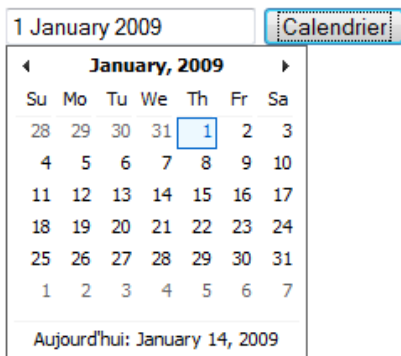 1 January 2009 Calendrier
January, 2009
Su Mo Tu We Th Fr Sa
28 29 30 31 1 2 3
4 5 6 7 8 9 10
11 12 13 14 15 16 17
18 19 20 21 22 23 24
25 26 27 28 29 30 31
1 2 3 4 5 6 7
Aujourd'hui: January 14, 2009